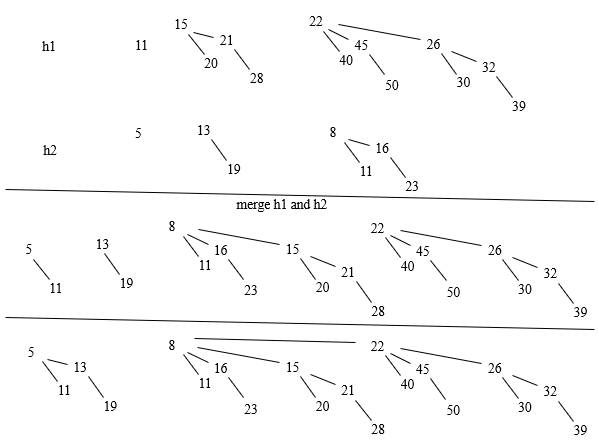 15 22
h1 11 21 45 26
20 40 32
28 50 30
39
5 13 8
h2 16
19 11
23
merge h1 and h2
8 22
5 13 16 15 45 26
11 40
11 19 23 20 21 50 30 32
28 39
5 8 22
13 16 15 45 26
11 11 40
19 23 20 21 50 30 32
28 39